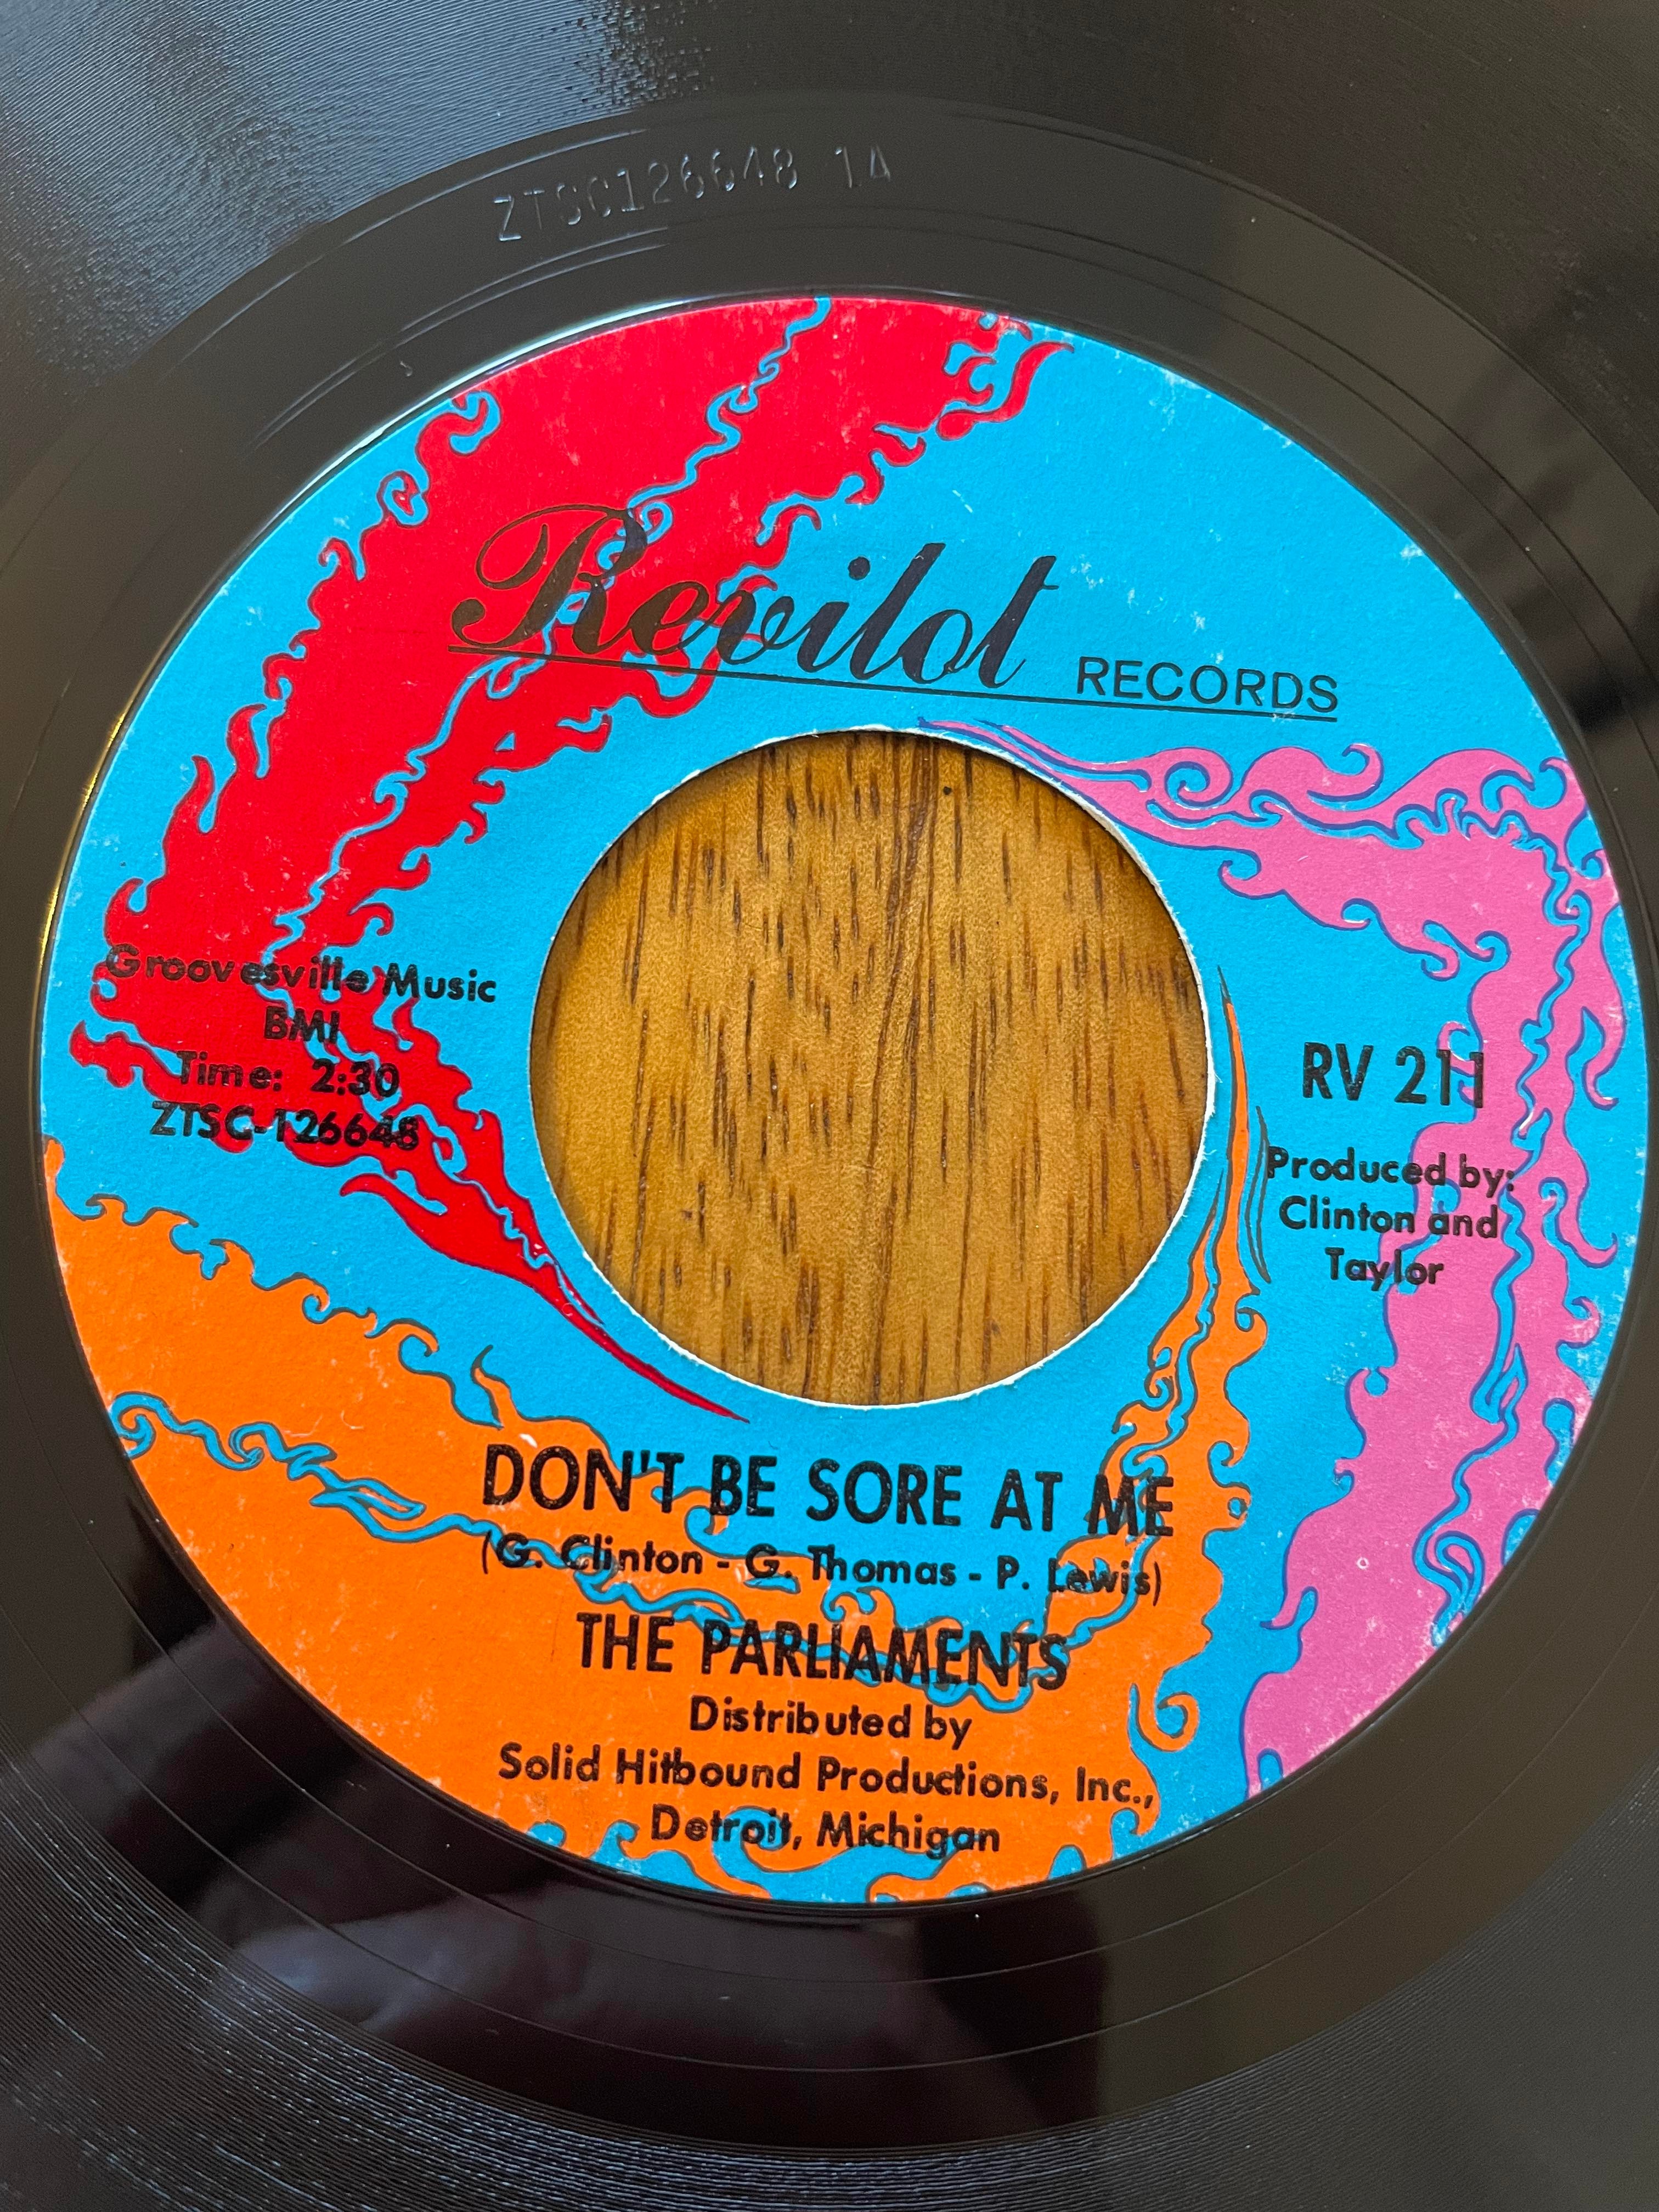 ZTSC126648 1A
Revilot RECORDS
Groovesville Music
BMI
Time: 2:30
ZTSC-126648
RV 211
Produced by:
Clinton and
Taylor
DON'T BE SORE AT ME
(G. Clinton - G. Thomas - P. Lewis)
THE PARLIAMENTS
Distributed by
Solid Hitbound Productions, Inc.,
Detroit, Michigan